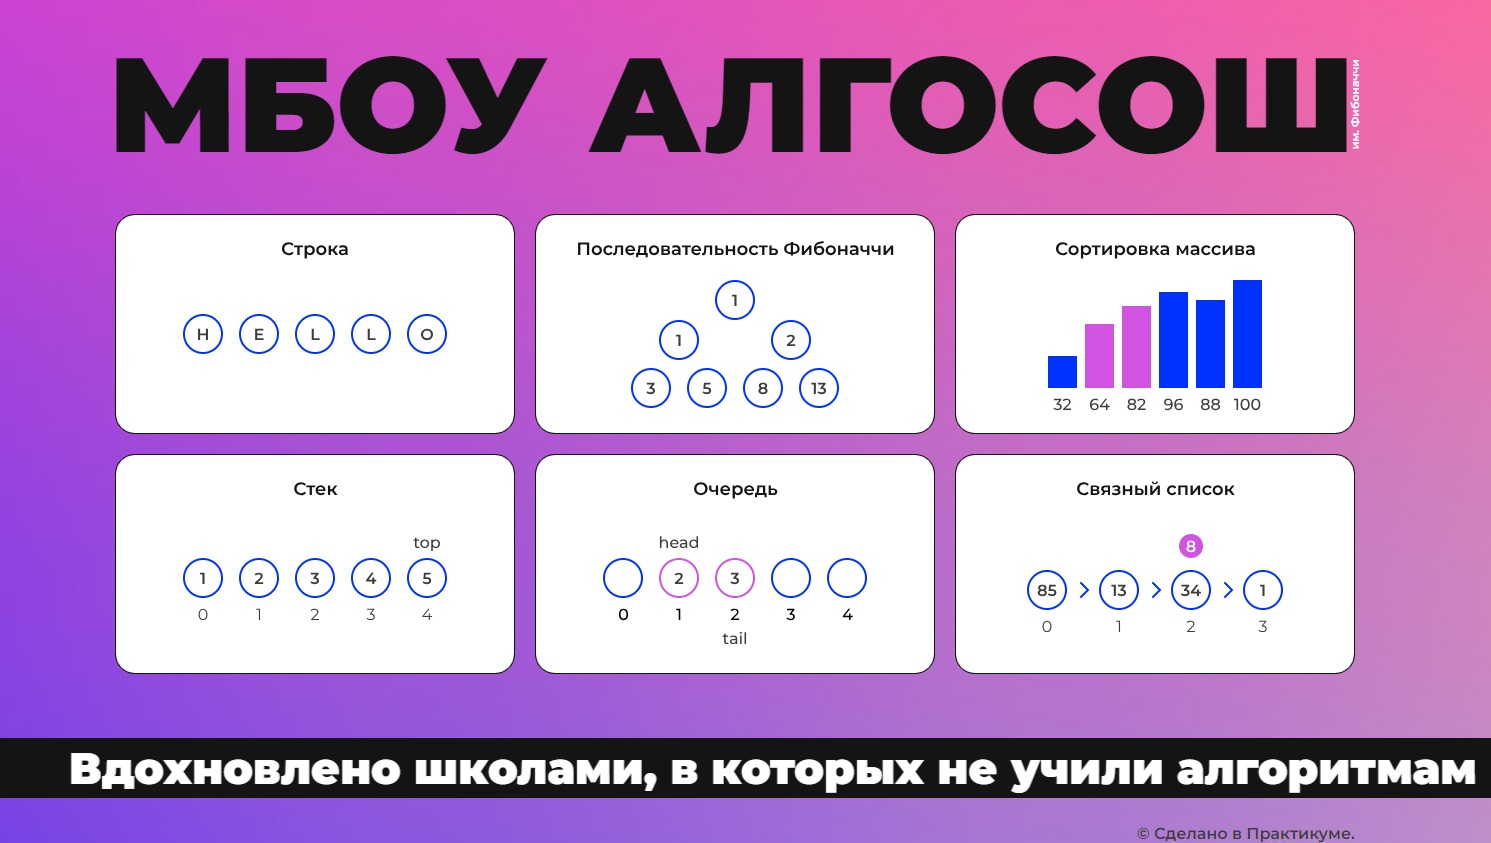 МБОУ АЛГОСОШ
им. Фибоначчи
Строка
H E L L O
Последовательность Фибоначчи
1
1 2
3 5 8 13
Сортировка массива
32 64 82 96 88 100
Стек
top
1 2 3 4 5
0 1 2 3 4
Очередь
head
2 3
0 1 2 3 4
tail
Связный список
8
85 13 34 1
0 1 2 3
Вдохновлено школами, в которых не учили алгоритмам
© Сделано в Практикуме.